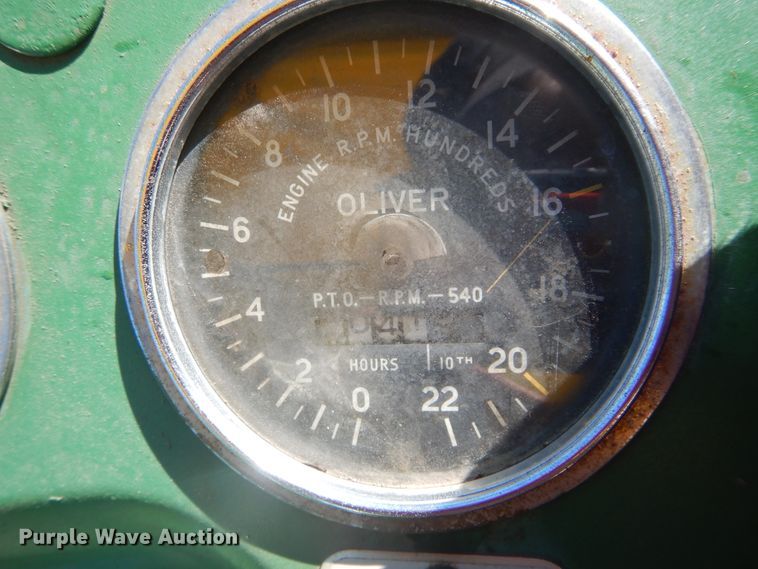 10 12
8 14
ENGINE R.P.M. HUNDREDS
OLIVER
6 16
P.T.O.—R.P.M.—540
4 18
HOURS 10TH
2 20
0 22
Purple Wave Auction